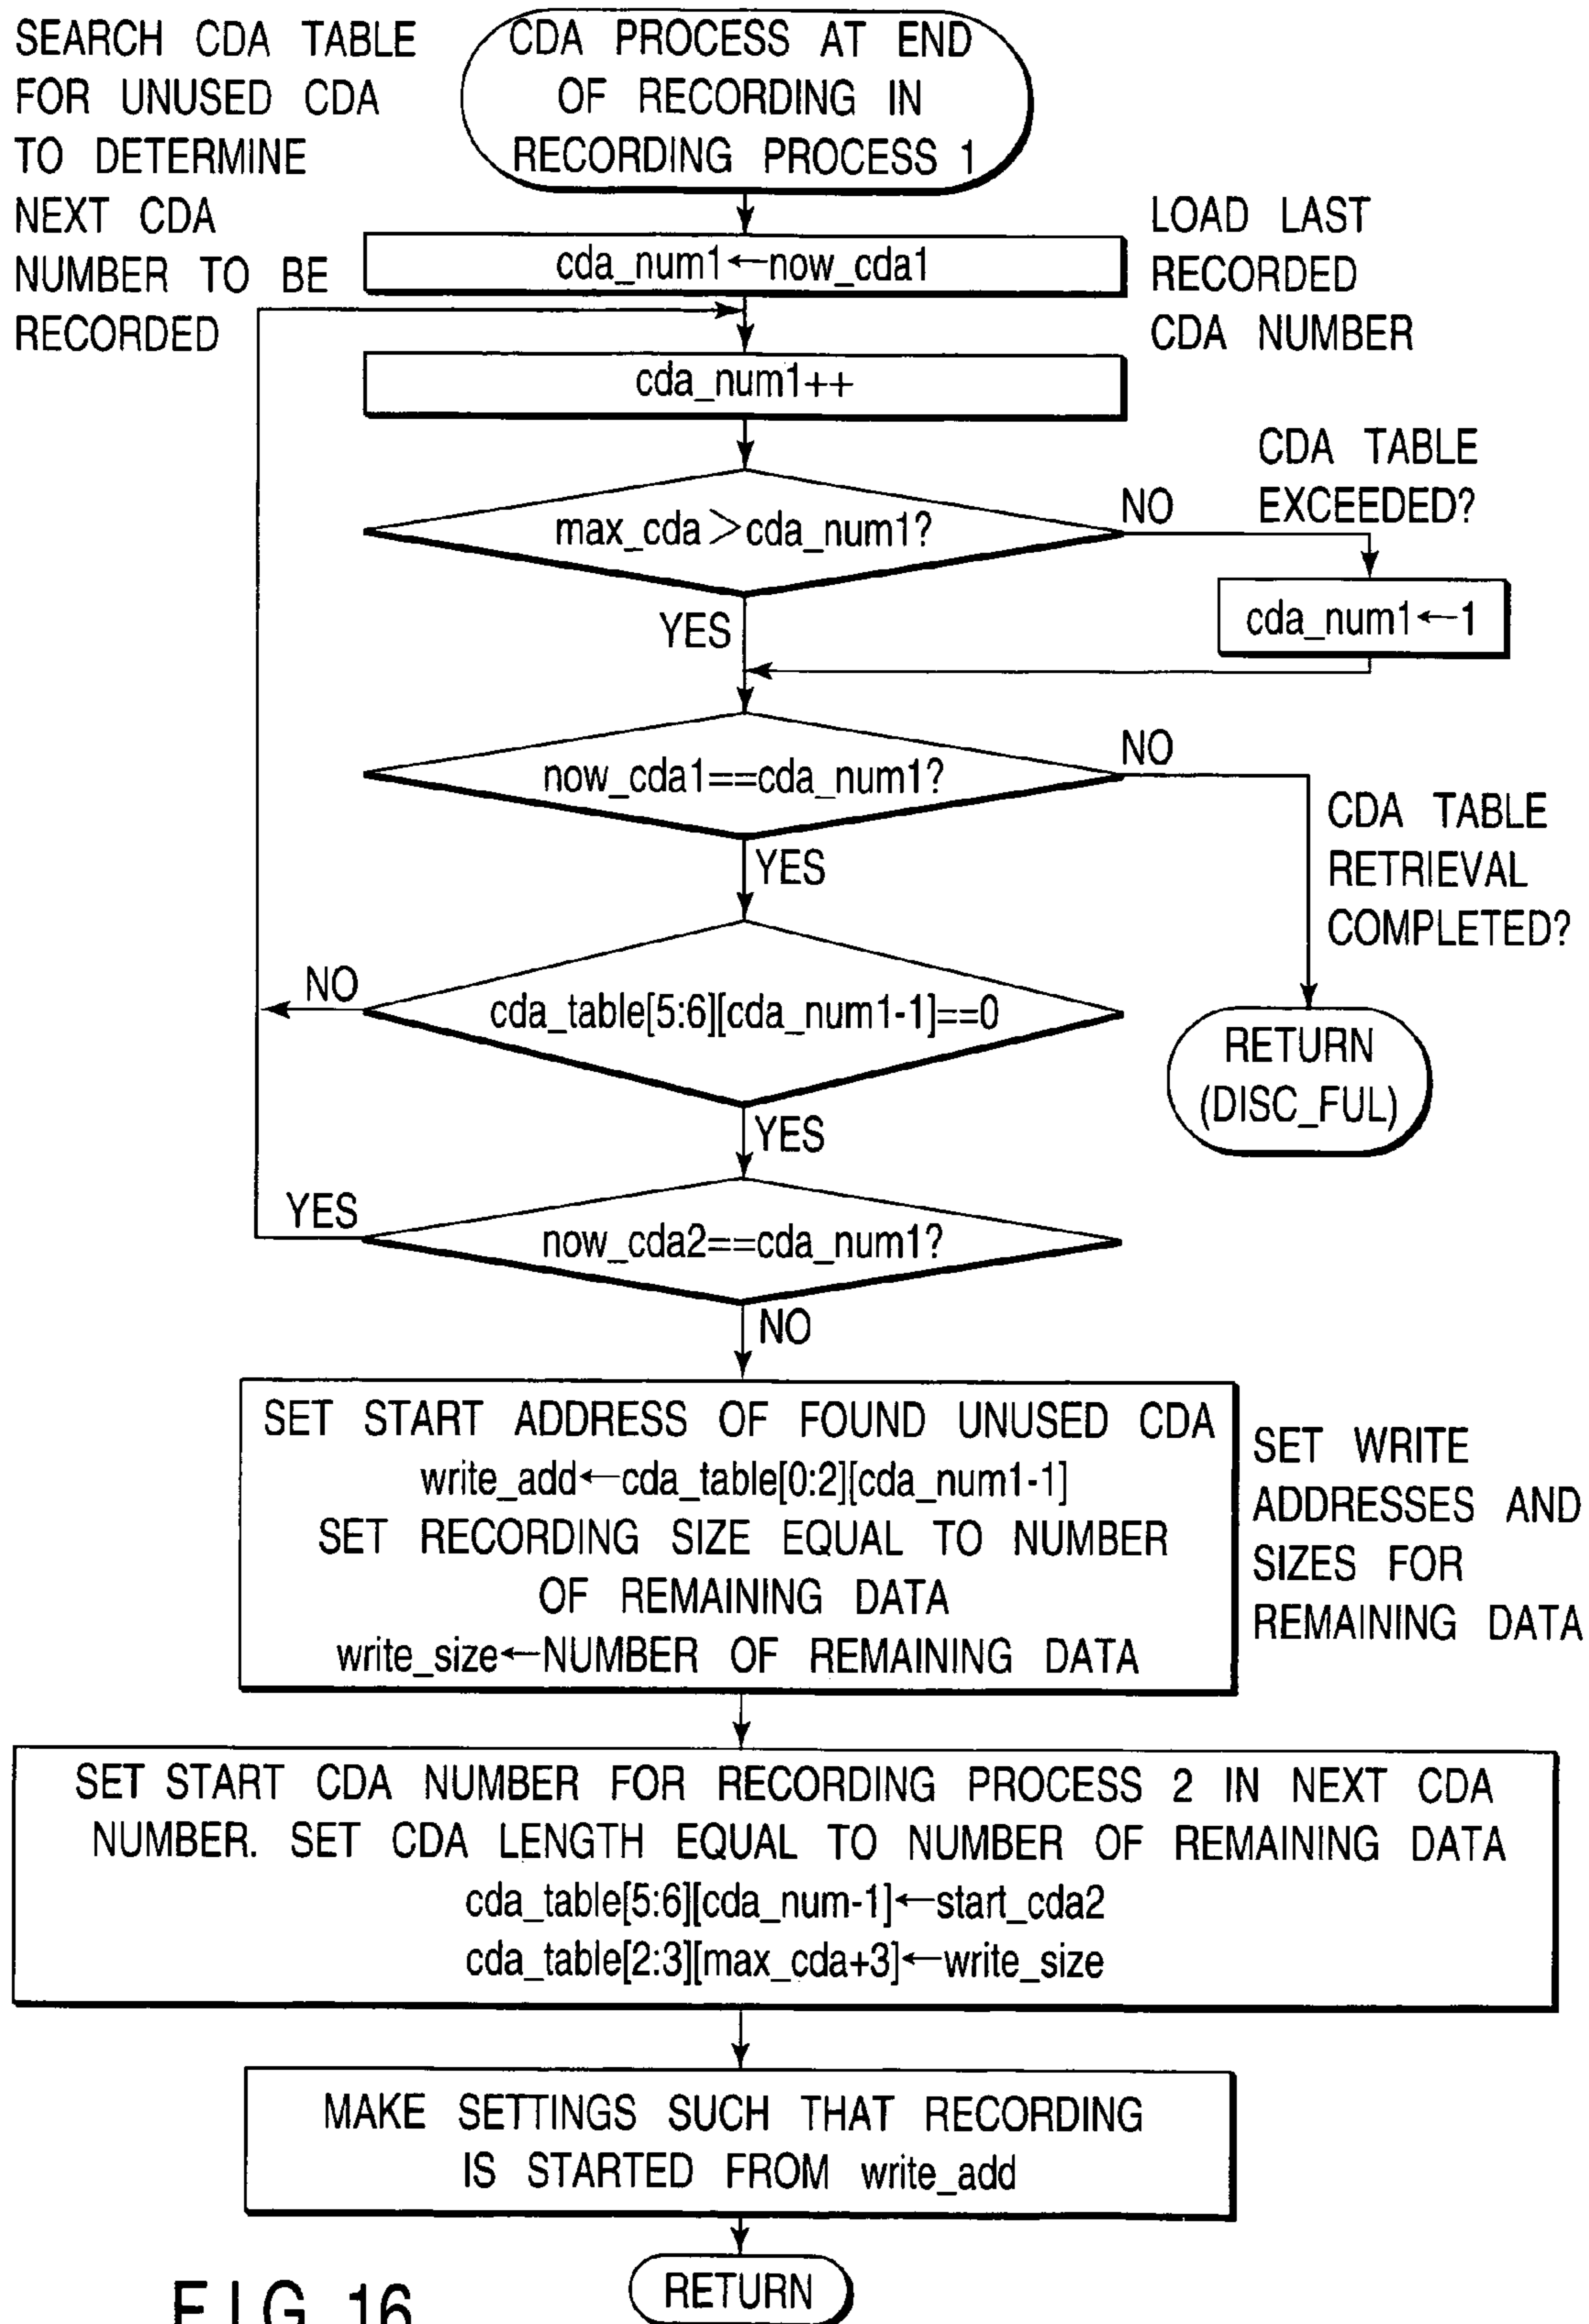 SEARCH CDA TABLE
FOR UNUSED CDA
TO DETERMINE
NEXT CDA
NUMBER TO BE
RECORDED
CDA PROCESS AT END
OF RECORDING IN
RECORDING PROCESS 1
cda_num1←now_cda1
LOAD LAST
RECORDED
CDA NUMBER
cda_num1++
max_cda>cda_num1?
NO
CDA TABLE
EXCEEDED?
cda_num1←1
YES
now_cda1==cda_num1?
NO
CDA TABLE
RETRIEVAL
COMPLETED?
YES
cda_table[5:6][cda_num1-1]==0
NO
RETURN
(DISC_FUL)
YES
now_cda2==cda_num1?
YES
NO
SET START ADDRESS OF FOUND UNUSED CDA
write_add←cda_table[0:2][cda_num1-1]
SET RECORDING SIZE EQUAL TO NUMBER
OF REMAINING DATA
write_size←NUMBER OF REMAINING DATA
SET WRITE
ADDRESSES AND
SIZES FOR
REMAINING DATA
SET START CDA NUMBER FOR RECORDING PROCESS 2 IN NEXT CDA
NUMBER. SET CDA LENGTH EQUAL TO NUMBER OF REMAINING DATA
cda_table[5:6][cda_num-1]←start_cda2
cda_table[2:3][max_cda+3]←write_size
MAKE SETTINGS SUCH THAT RECORDING
IS STARTED FROM write_add
RETURN
FIG. 16